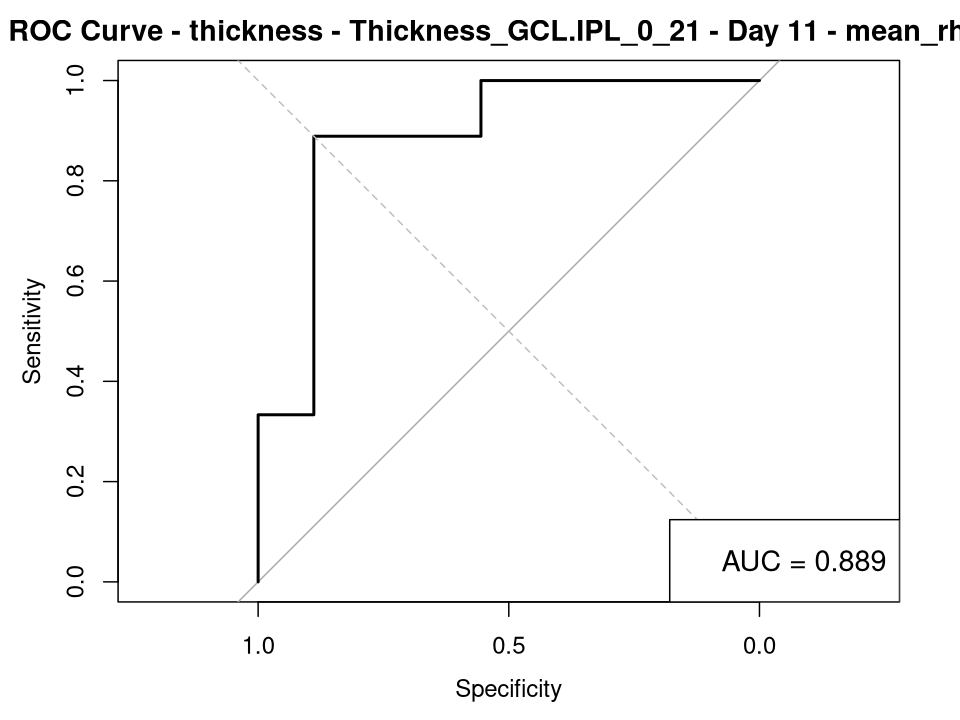 ROC Curve - thickness - Thickness_GCL.IPL_0_21 - Day 11 - mean_rh
1.0
0.8
0.6
0.4
0.2
0.0
Sensitivity
AUC = 0.889
1.0 0.5 0.0
Specificity